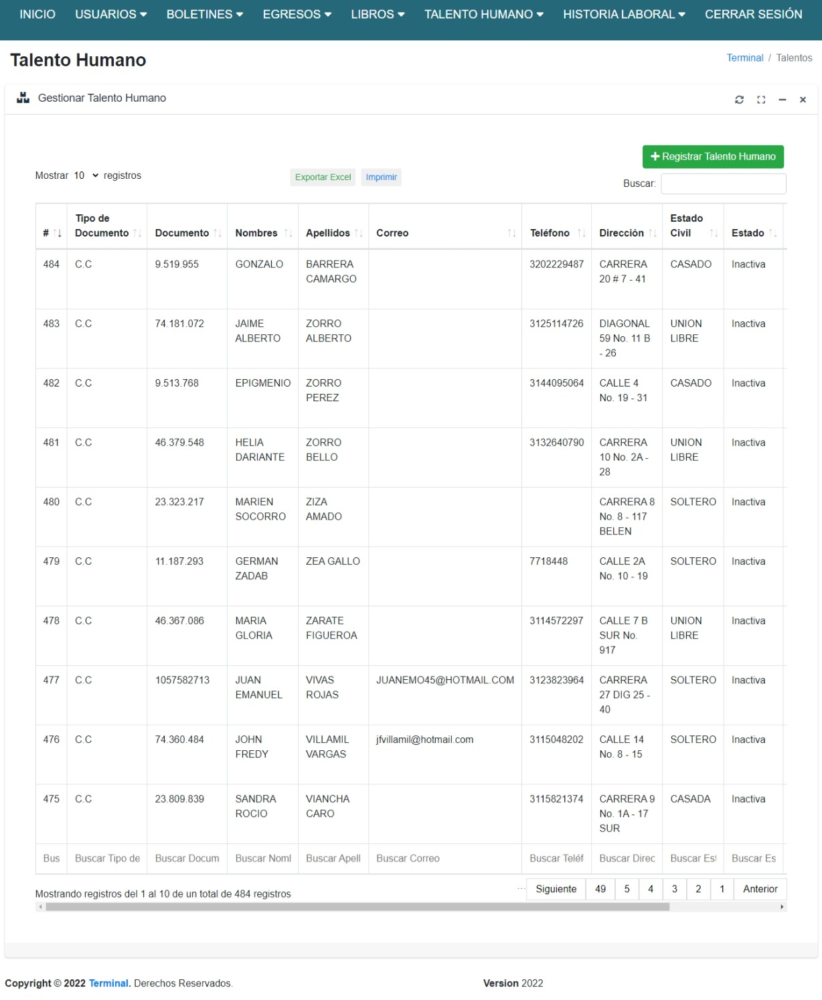 INICIO USUARIOS BOLETINES EGRESOS LIBROS TALENTO HUMANO HISTORIA LABORAL CERRAR SESIÓN
Talento Humano
Terminal / Talentos
Gestionar Talento Humano
Registrar Talento Humano
Mostrar 10 registros
Exportar Excel Imprimir
Buscar:
# Tipo de Documento Documento Nombres Apellidos Correo Teléfono Dirección Estado Civil Estado
484 C.C 9.519.955 GONZALO BARRERA CAMARGO 3202229487 CARRERA 20 # 7 - 41 CASADO Inactiva
483 C.C 74.181.072 JAIME ALBERTO ZORRO ALBERTO 3125114726 DIAGONAL 59 No. 11 B - 26 UNION LIBRE Inactiva
482 C.C 9.513.768 EPIGMENIO ZORRO PEREZ 3144095064 CALLE 4 No. 19 - 31 CASADO Inactiva
481 C.C 46.379.548 HELIA DARIANTE ZORRO BELLO 3132640790 CARRERA 10 No. 2A - 28 UNION LIBRE Inactiva
480 C.C 23.323.217 MARIEN SOCORRO ZIZA AMADO CARRERA 8 No. 8 - 117 BELEN SOLTERO Inactiva
479 C.C 11.187.293 GERMAN ZADAB ZEA GALLO 7718448 CALLE 2A No. 10 - 19 SOLTERO Inactiva
478 C.C 46.367.086 MARIA GLORIA ZARATE FIGUEROA 3114572297 CALLE 7 B SUR No. 917 UNION LIBRE Inactiva
477 C.C 1057582713 JUAN EMANUEL VIVAS ROJAS JUANEMO45@HOTMAIL.COM 3123823964 CARRERA 27 DIG 25 - 40 SOLTERO Inactiva
476 C.C 74.360.484 JOHN FREDY VILLAMIL VARGAS jfvillamil@hotmail.com 3115048202 CALLE 14 No. 8 - 15 SOLTERO Inactiva
475 C.C 23.809.839 SANDRA ROCIO VIANCHA CARO 3115821374 CARRERA 9 No. 1A - 17 SUR CASADA Inactiva
Bus Buscar Tipo de Buscar Docum Buscar Noml Buscar Apell Buscar Correo Buscar Teléf Buscar Direc Buscar Est Buscar Es
Mostrando registros del 1 al 10 de un total de 484 registros
... Siguiente 49 5 4 3 2 1 Anterior
Copyright © 2022 Terminal. Derechos Reservados.
Version 2022